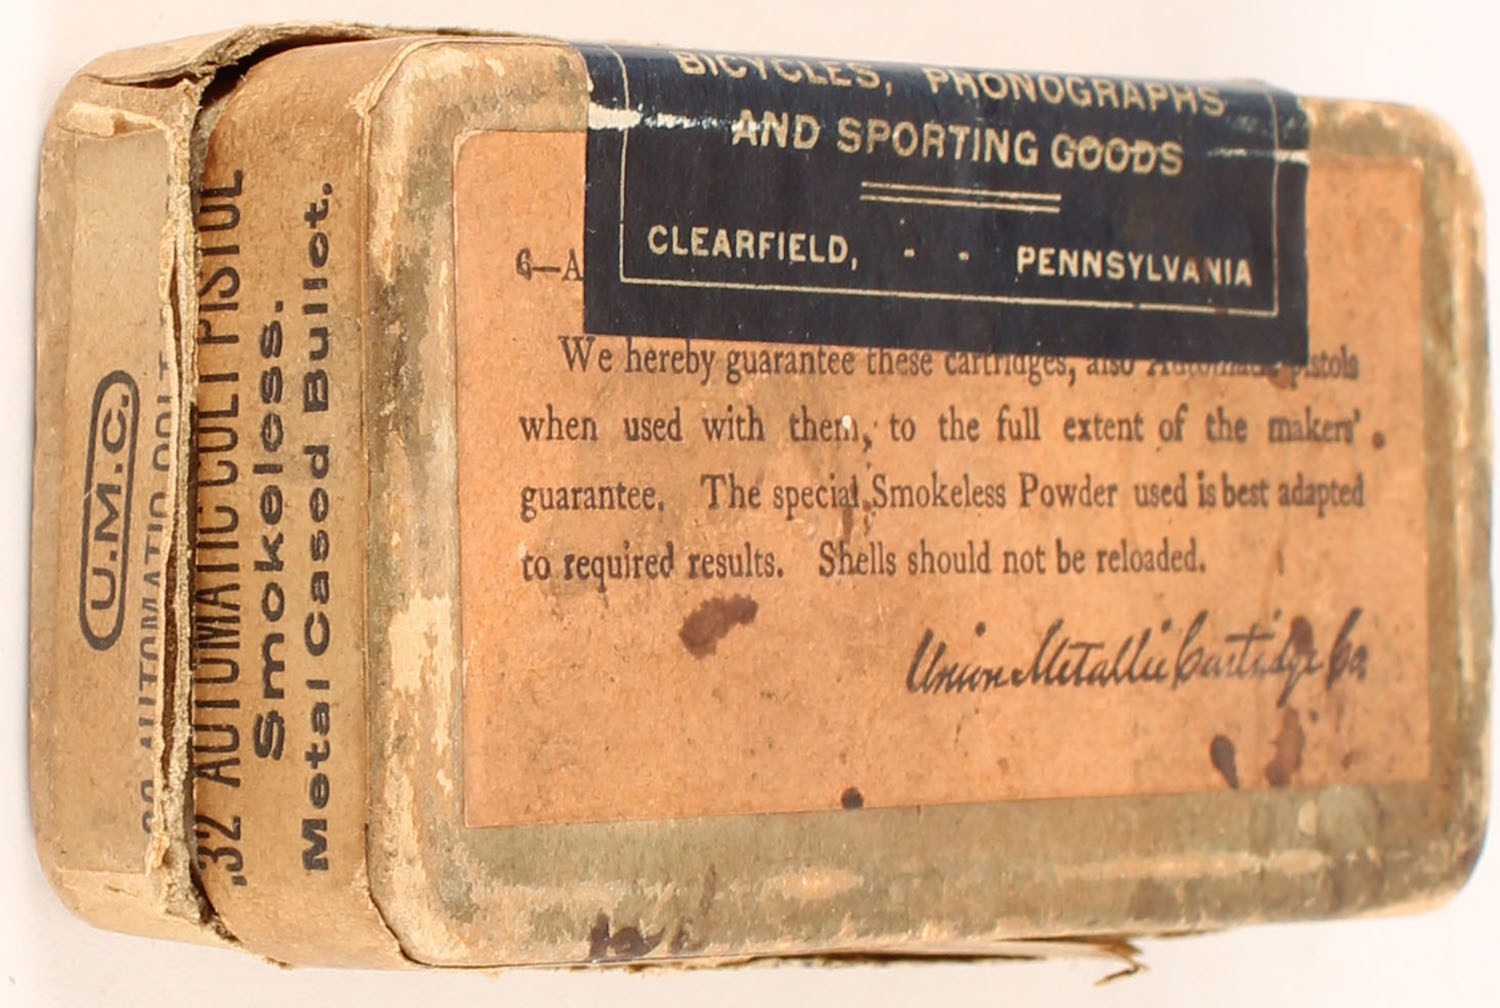 U.M.C.
.32 AUTOMATIC COLT PISTOL
Smokeless.
Metal Cased Bullet.
BICYCLES, PHONOGRAPHS
AND SPORTING GOODS
CLEARFIELD, - - PENNSYLVANIA
6—A
We hereby guarantee these cartridges, also Automatic pistols
when used with them, to the full extent of the makers'
guarantee. The special Smokeless Powder used is best adapted
to required results. Shells should not be reloaded.
Union Metallic Cartridge Co.